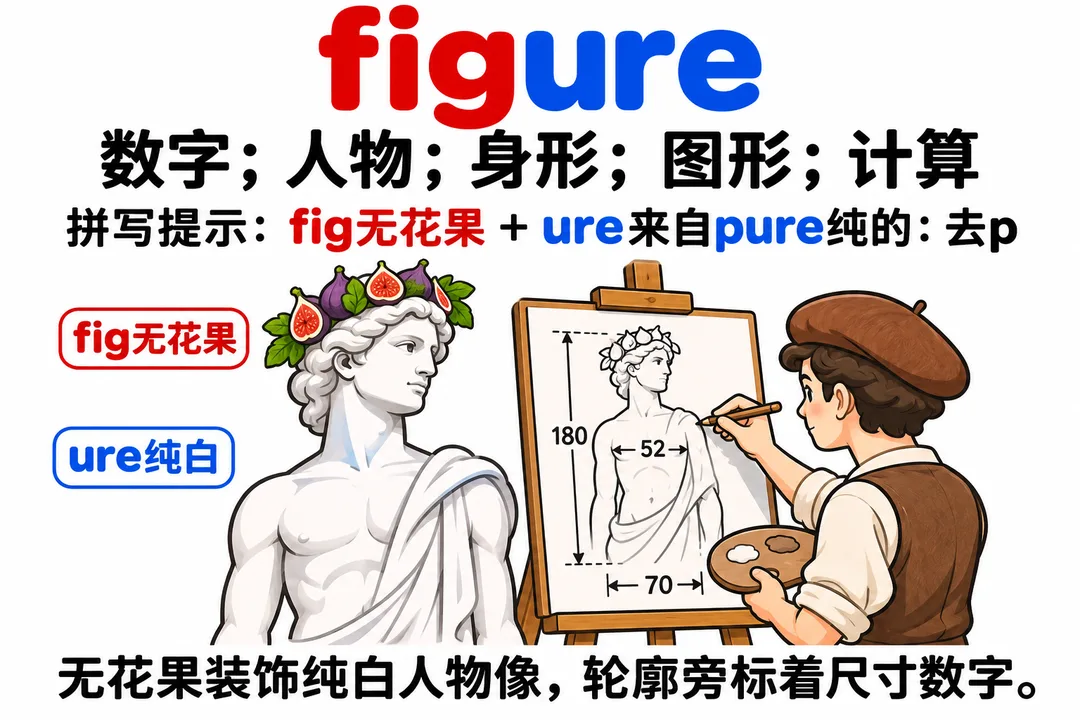 figure
数字；人物；身形；图形；计算
拼写提示：fig无花果 + ure来自pure纯的：去p
fig无花果
ure纯白
180
52
70
无花果装饰纯白人物像，轮廓旁标着尺寸数字。